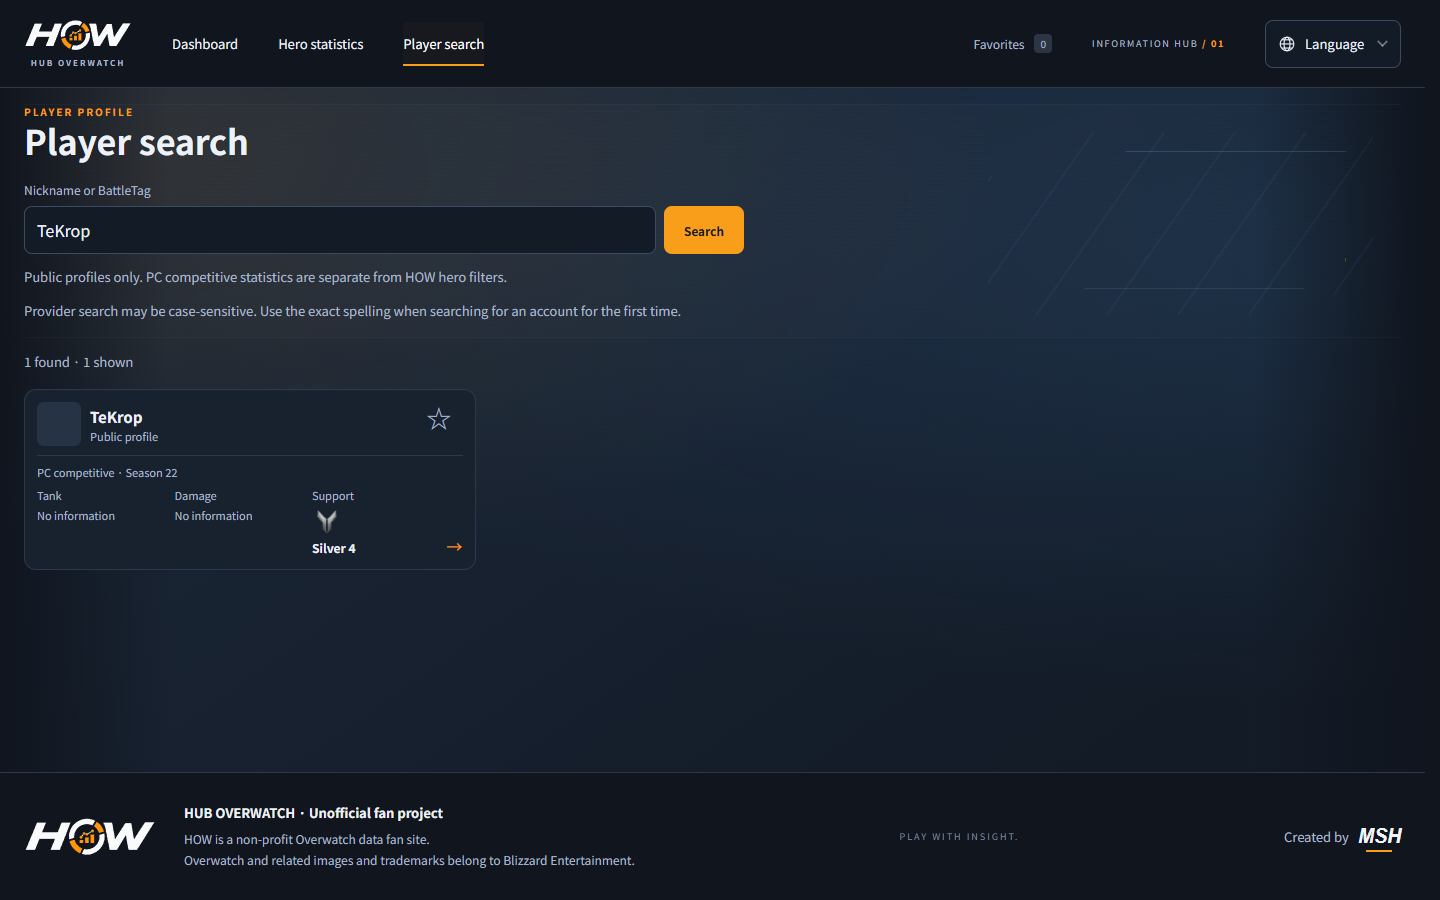 HOW
HUB OVERWATCH
Dashboard
Hero statistics
Player search
Favorites 0
INFORMATION HUB / 01
Language
PLAYER PROFILE
Player search
Nickname or BattleTag
TeKrop
Search
Public profiles only. PC competitive statistics are separate from HOW hero filters.
Provider search may be case-sensitive. Use the exact spelling when searching for an account for the first time.
1 found · 1 shown
TeKrop
Public profile
PC competitive · Season 22
Tank
Damage
Support
No information
No information
Silver 4
HOW
HUB OVERWATCH · Unofficial fan project
HOW is a non-profit Overwatch data fan site.
Overwatch and related images and trademarks belong to Blizzard Entertainment.
PLAY WITH INSIGHT.
Created by MSH